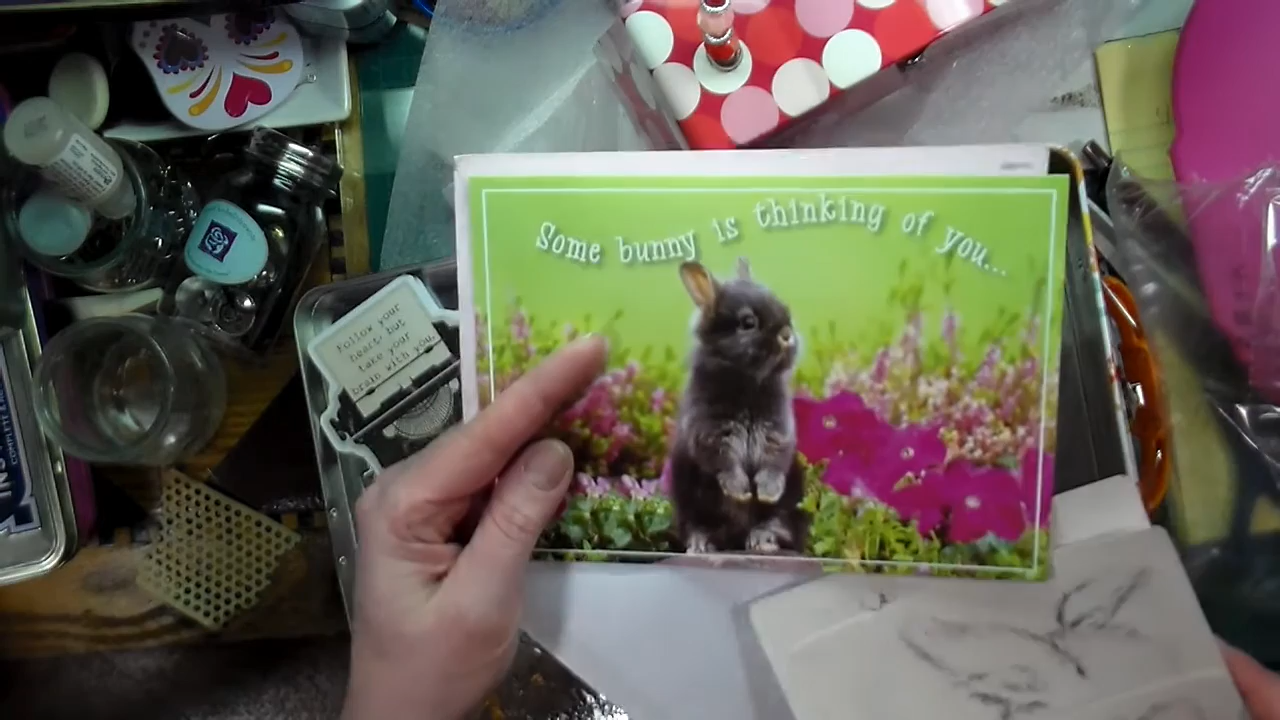 Some bunny is thinking of you...
Follow your
heart, but
take your
brain with you.